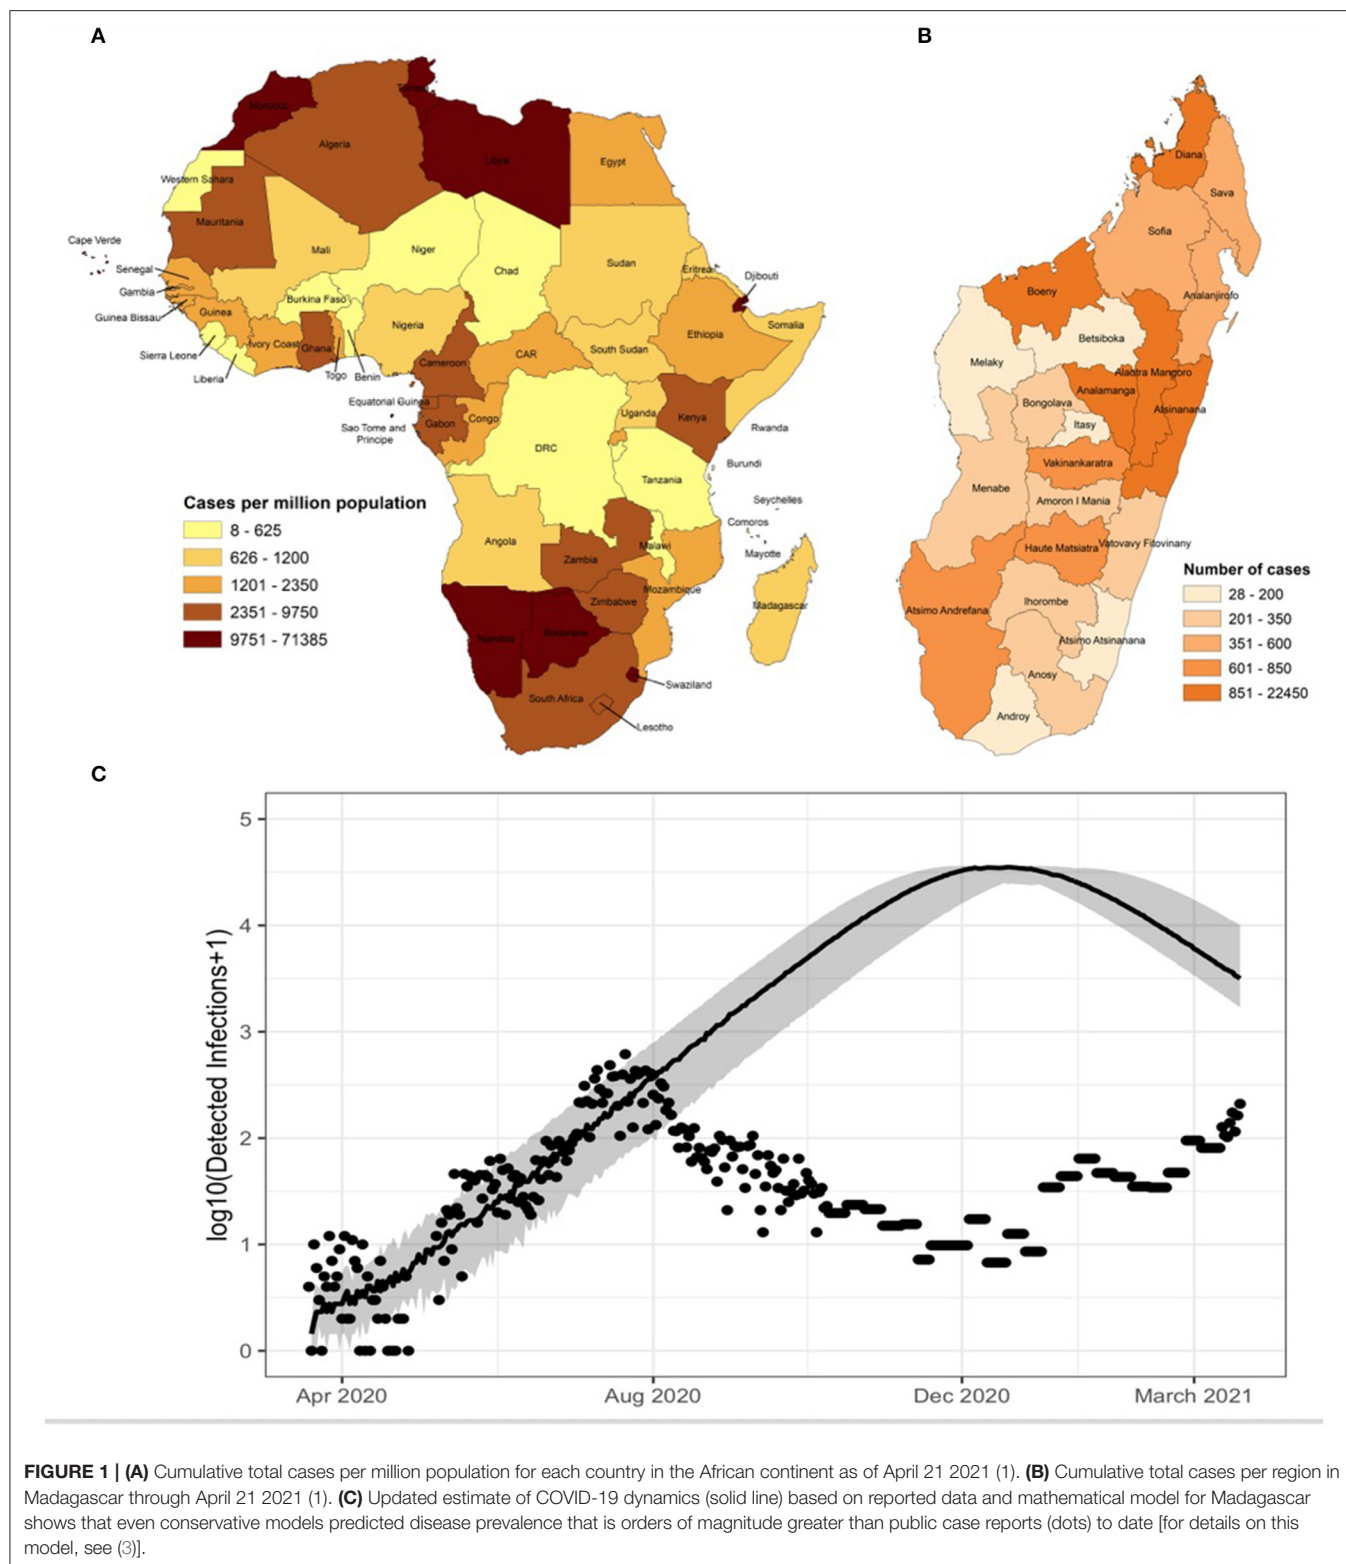 A
Morocco
Tunisia
Algeria
Libya
Egypt
Western Sahara
Mauritania
Mali
Niger
Chad
Sudan
Eritrea
Djibouti
Cape Verde
Senegal
Gambia
Guinea Bissau
Guinea
Sierra Leone
Liberia
Burkina Faso
Ivory Coast
Ghana
Togo
Benin
Nigeria
Cameroon
CAR
South Sudan
Ethiopia
Somalia
Equatorial Guinea
Sao Tome and
Principe
Gabon
Congo
DRC
Uganda
Kenya
Rwanda
Burundi
Tanzania
Seychelles
Comoros
Mayotte
Angola
Zambia
Malawi
Mozambique
Zimbabwe
Madagascar
Namibia
Botswana
South Africa
Swaziland
Lesotho
Cases per million population
8 - 625
626 - 1200
1201 - 2350
2351 - 9750
9751 - 71385
B
Diana
Sava
Sofia
Analanjirofo
Boeny
Betsiboka
Melaky
Alaotra Mangoro
Analamanga
Bongolava
Atsinanana
Itasy
Vakinankaratra
Menabe
Amoron I Mania
Haute Matsiatra
Vatovavy Fitovinany
Atsimo Andrefana
Ihorombe
Atsimo Atsinanana
Anosy
Androy
Number of cases
28 - 200
201 - 350
351 - 600
601 - 850
851 - 22450
C
log10(Detected Infections+1)
5
4
3
2
1
0
Apr 2020
Aug 2020
Dec 2020
March 2021
FIGURE 1 | (A) Cumulative total cases per million population for each country in the African continent as of April 21 2021 (1). (B) Cumulative total cases per region in
Madagascar through April 21 2021 (1). (C) Updated estimate of COVID-19 dynamics (solid line) based on reported data and mathematical model for Madagascar
shows that even conservative models predicted disease prevalence that is orders of magnitude greater than public case reports (dots) to date [for details on this
model, see (3)].